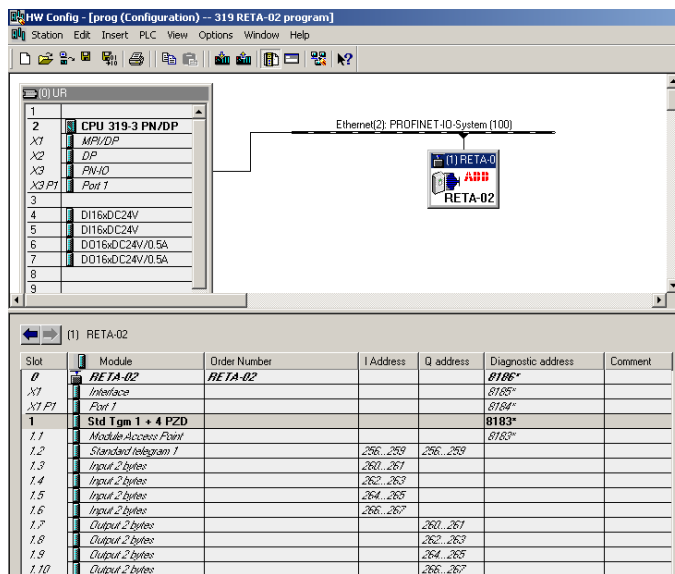 HW Config - [prog (Configuration) -- 319 RETA-02 program]
Station Edit Insert PLC View Options Window Help
(0) UR
1
2 CPU 319-3 PN/DP
X1 MPI/DP
X2 DP
X3 PN-IO
X3 P1 Port 1
3
4 DI16xDC24V
5 DI16xDC24V
6 DO16xDC24V/0.5A
7 DO16xDC24V/0.5A
8
9
Ethernet(2): PROFINET-IO-System (100)
(1) RETA-0
ABB
RETA-02
(1) RETA-02
Slot Module Order Number I Address Q address Diagnostic address Comment
0 RETA-02 RETA-02 8186*
X1 Interface 8185*
X1 P1 Port 1 8184*
1 Std Tgm 1 + 4 PZD 8183*
1.1 Module Access Point 8183*
1.2 Standard telegram 1 256...259 256...259
1.3 Input 2 bytes 260...261
1.4 Input 2 bytes 262...263
1.5 Input 2 bytes 264...265
1.6 Input 2 bytes 266...267
1.7 Output 2 bytes 260...261
1.8 Output 2 bytes 262...263
1.9 Output 2 bytes 264...265
1.10 Output 2 bytes 266...267